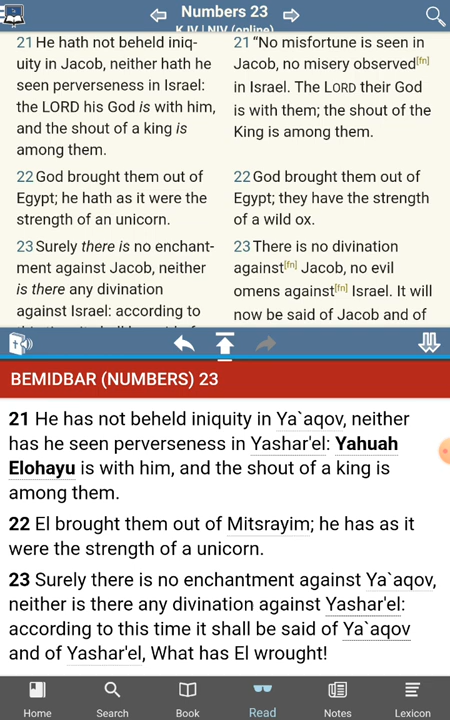 Numbers 23
KJV | NIV (online)
21 He hath not beheld iniq-
uity in Jacob, neither hath he
seen perverseness in Israel:
the LORD his God is with him,
and the shout of a king is
among them.
22 God brought them out of
Egypt; he hath as it were the
strength of an unicorn.
23 Surely there is no enchant-
ment against Jacob, neither
is there any divination
against Israel: according to
21 “No misfortune is seen in
Jacob, no misery observed[fn]
in Israel. The LORD their God
is with them; the shout of the
King is among them.
22 God brought them out of
Egypt; they have the strength
of a wild ox.
23 There is no divination
against[fn] Jacob, no evil
omens against[fn] Israel. It will
now be said of Jacob and of
BEMIDBAR (NUMBERS) 23
21 He has not beheld iniquity in Ya`aqov, neither
has he seen perverseness in Yashar'el: Yahuah
Elohayu is with him, and the shout of a king is
among them.
22 El brought them out of Mitsrayim; he has as it
were the strength of a unicorn.
23 Surely there is no enchantment against Ya`aqov,
neither is there any divination against Yashar'el:
according to this time it shall be said of Ya`aqov
and of Yashar'el, What has El wrought!
Home Search Book Read Notes Lexicon